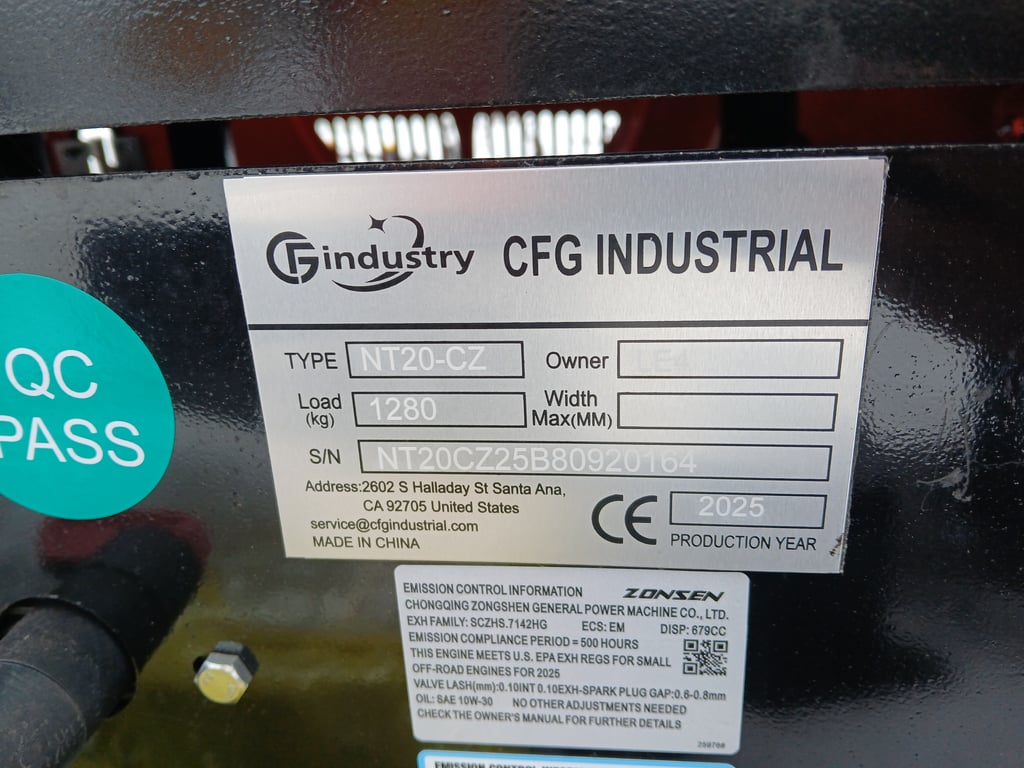 Findustry CFG INDUSTRIAL
TYPE NT20-CZ Owner
Load (kg) 1280 Width Max(MM)
S/N NT20CZ25B80920164
Address:2602 S Halladay St Santa Ana,
CA 92705 United States
service@cfgindustrial.com
MADE IN CHINA
CE 2025
PRODUCTION YEAR
QC
PASS
EMISSION CONTROL INFORMATION ZONSEN
CHONGQING ZONGSHEN GENERAL POWER MACHINE CO., LTD.
EXH FAMILY: SCZHS.7142HG ECS: EM DISP: 679CC
EMISSION COMPLIANCE PERIOD = 500 HOURS
THIS ENGINE MEETS U.S. EPA EXH REGS FOR SMALL
OFF-ROAD ENGINES FOR 2025
VALVE LASH(mm):0.10INT 0.10EXH-SPARK PLUG GAP:0.6-0.8mm
OIL: SAE 10W-30 NO OTHER ADJUSTMENTS NEEDED
CHECK THE OWNER'S MANUAL FOR FURTHER DETAILS
EMISSION CONTROL